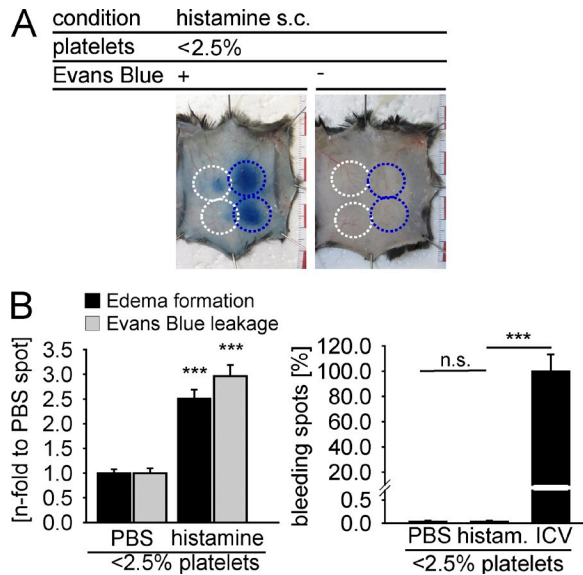 A
condition histamine s.c.
platelets <2.5%
Evans Blue + -
B
Edema formation
Evans Blue leakage
[n-fold to PBS spot]
3.5
3.0
2.5
2.0
1.5
1.0
0.5
0.0
*** ***
PBS histamine
<2.5% platelets
bleeding spots [%]
120.0
100.0
80.0
60.0
40.0
20.0
0.5
0.0
n.s.
***
PBS histam. ICV
<2.5% platelets